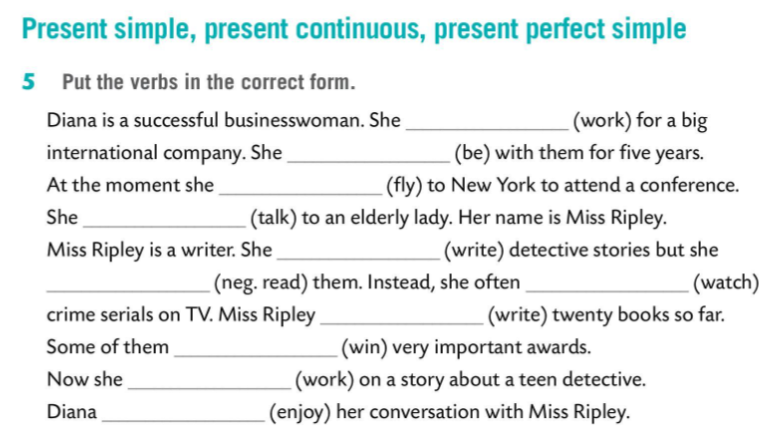 Present simple, present continuous, present perfect simple
5 Put the verbs in the correct form.
Diana is a successful businesswoman. She ________________ (work) for a big
international company. She ________________ (be) with them for five years.
At the moment she ________________ (fly) to New York to attend a conference.
She ________________ (talk) to an elderly lady. Her name is Miss Ripley.
Miss Ripley is a writer. She ________________ (write) detective stories but she
________________ (neg. read) them. Instead, she often ________________ (watch)
crime serials on TV. Miss Ripley ________________ (write) twenty books so far.
Some of them ________________ (win) very important awards.
Now she ________________ (work) on a story about a teen detective.
Diana ________________ (enjoy) her conversation with Miss Ripley.